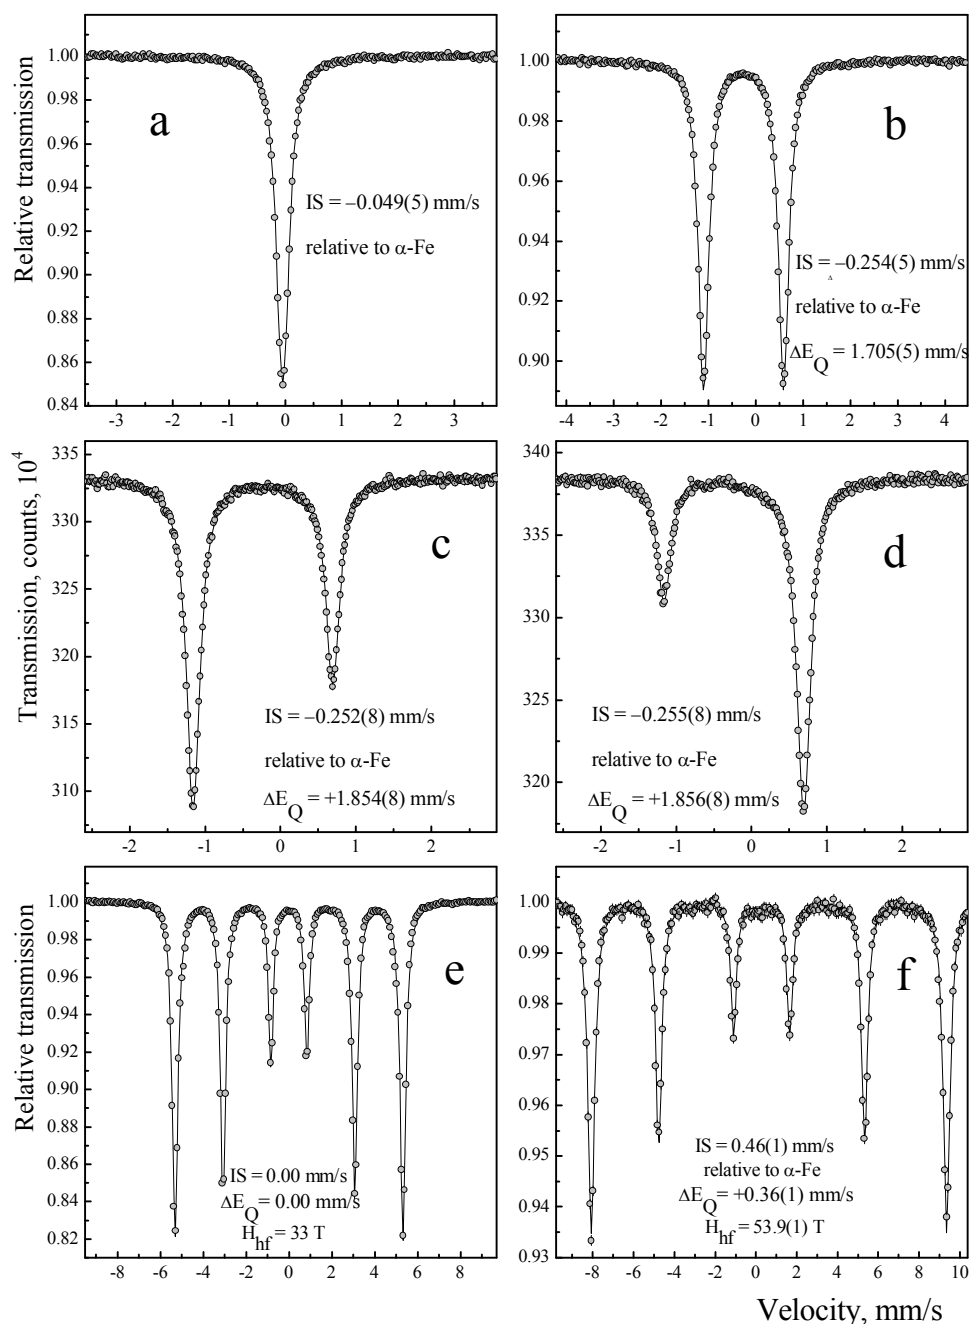 1.00
0.98
0.96
0.94
0.92
0.90
0.88
0.86
0.84
Relative transmission
a
IS = –0.049(5) mm/s
relative to α-Fe
-3 -2 -1 0 1 2 3
1.00
0.98
0.96
0.94
0.92
0.90
b
IS = –0.254(5) mm/s
relative to α-Fe
ΔE_Q = 1.705(5) mm/s
-4 -3 -2 -1 0 1 2 3 4
335
330
325
320
315
310
Transmission, counts, 10⁴
c
IS = –0.252(8) mm/s
relative to α-Fe
ΔE_Q = +1.854(8) mm/s
-2 -1 0 1 2
340
335
330
325
320
d
IS = –0.255(8) mm/s
relative to α-Fe
ΔE_Q = +1.856(8) mm/s
-2 -1 0 1 2
1.00
0.98
0.96
0.94
0.92
0.90
0.88
0.86
0.84
0.82
Relative transmission
e
IS = 0.00 mm/s
ΔE_Q = 0.00 mm/s
H_hf = 33 T
-8 -6 -4 -2 0 2 4 6 8
1.00
0.99
0.98
0.97
0.96
0.95
0.94
0.93
f
IS = 0.46(1) mm/s
relative to α-Fe
ΔE_Q = +0.36(1) mm/s
H_hf = 53.9(1) T
-8 -6 -4 -2 0 2 4 6 8 10
Velocity, mm/s